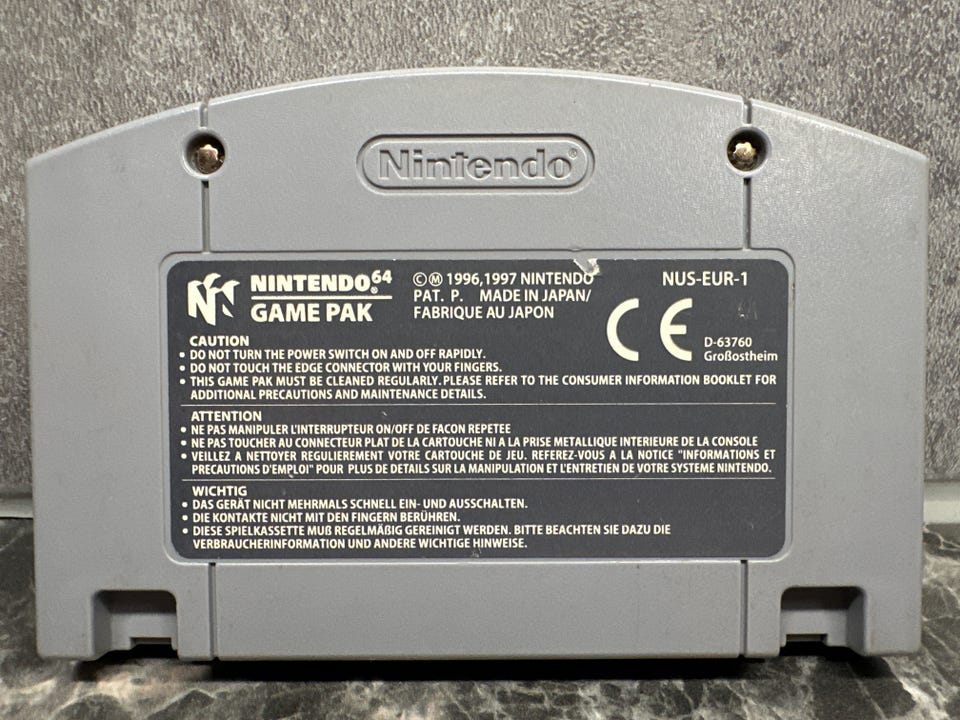 Nintendo®
NINTENDO64®
GAME PAK
©Ⓜ 1996,1997 NINTENDO
PAT. P. MADE IN JAPAN/
FABRIQUE AU JAPON
NUS-EUR-1
CE
D-63760
Großostheim
CAUTION
• DO NOT TURN THE POWER SWITCH ON AND OFF RAPIDLY.
• DO NOT TOUCH THE EDGE CONNECTOR WITH YOUR FINGERS.
• THIS GAME PAK MUST BE CLEANED REGULARLY. PLEASE REFER TO THE CONSUMER INFORMATION BOOKLET FOR
ADDITIONAL PRECAUTIONS AND MAINTENANCE DETAILS.
ATTENTION
• NE PAS MANIPULER L'INTERRUPTEUR ON/OFF DE FACON REPETEE
• NE PAS TOUCHER AU CONNECTEUR PLAT DE LA CARTOUCHE NI A LA PRISE METALLIQUE INTERIEURE DE LA CONSOLE
• VEILLEZ A NETTOYER REGULIEREMENT VOTRE CARTOUCHE DE JEU. REFEREZ-VOUS A LA NOTICE "INFORMATIONS ET
PRECAUTIONS D'EMPLOI" POUR PLUS DE DETAILS SUR LA MANIPULATION ET L'ENTRETIEN DE VOTRE SYSTEME NINTENDO.
WICHTIG
• DAS GERÄT NICHT MEHRMALS SCHNELL EIN- UND AUSSCHALTEN.
• DIE KONTAKTE NICHT MIT DEN FINGERN BERÜHREN.
• DIESE SPIELKASSETTE MUß REGELMÄßIG GEREINIGT WERDEN. BITTE BEACHTEN SIE DAZU DIE
VERBRAUCHERINFORMATION UND ANDERE WICHTIGE HINWEISE.